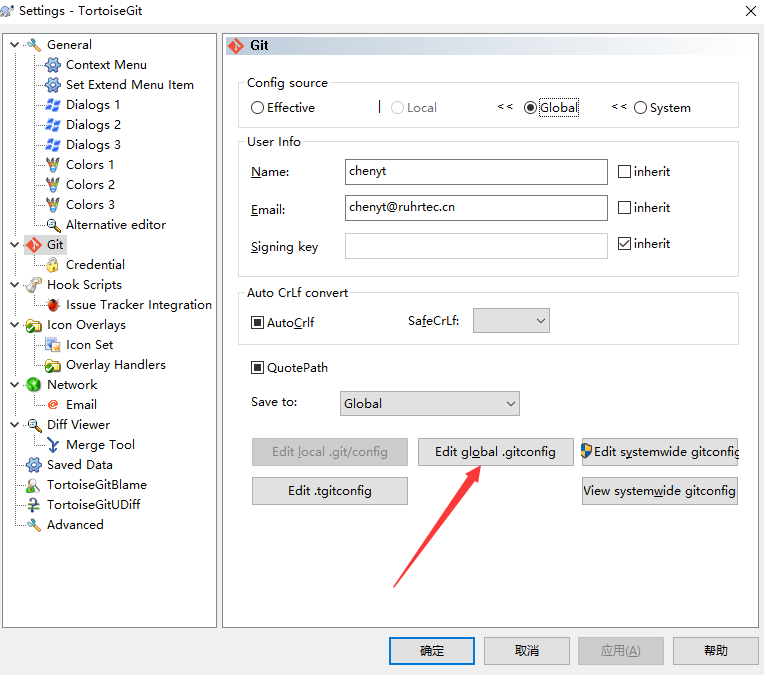 Settings - TortoiseGit
General
Context Menu
Set Extend Menu Item
Dialogs 1
Dialogs 2
Dialogs 3
Colors 1
Colors 2
Colors 3
Alternative editor
Git
Credential
Hook Scripts
Issue Tracker Integration
Icon Overlays
Icon Set
Overlay Handlers
Network
Email
Diff Viewer
Merge Tool
Saved Data
TortoiseGitBlame
TortoiseGitUDiff
Advanced
Git
Config source
Effective | Local << Global << System
User Info
Name: chenyt inherit
Email: chenyt@ruhrtec.cn inherit
Signing key inherit
Auto CrLf convert
AutoCrlf SafeCrLf:
QuotePath
Save to: Global
Edit local .git/config Edit global .gitconfig Edit systemwide gitconfig
Edit .tgitconfig View systemwide gitconfig
确定 取消 应用(A) 帮助